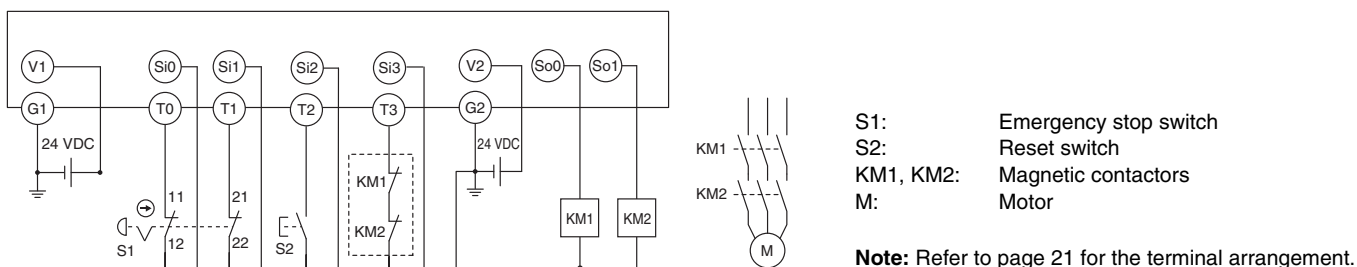 V1 Si0 Si1 Si2 Si3 V2 So0 So1
G1 T0 T1 T2 T3 G2
24 VDC 24 VDC
11 21
12 22
S1 S2
KM1
KM2
KM1 KM2
KM1
KM2
M
S1: Emergency stop switch
S2: Reset switch
KM1, KM2: Magnetic contactors
M: Motor
Note: Refer to page 21 for the terminal arrangement.